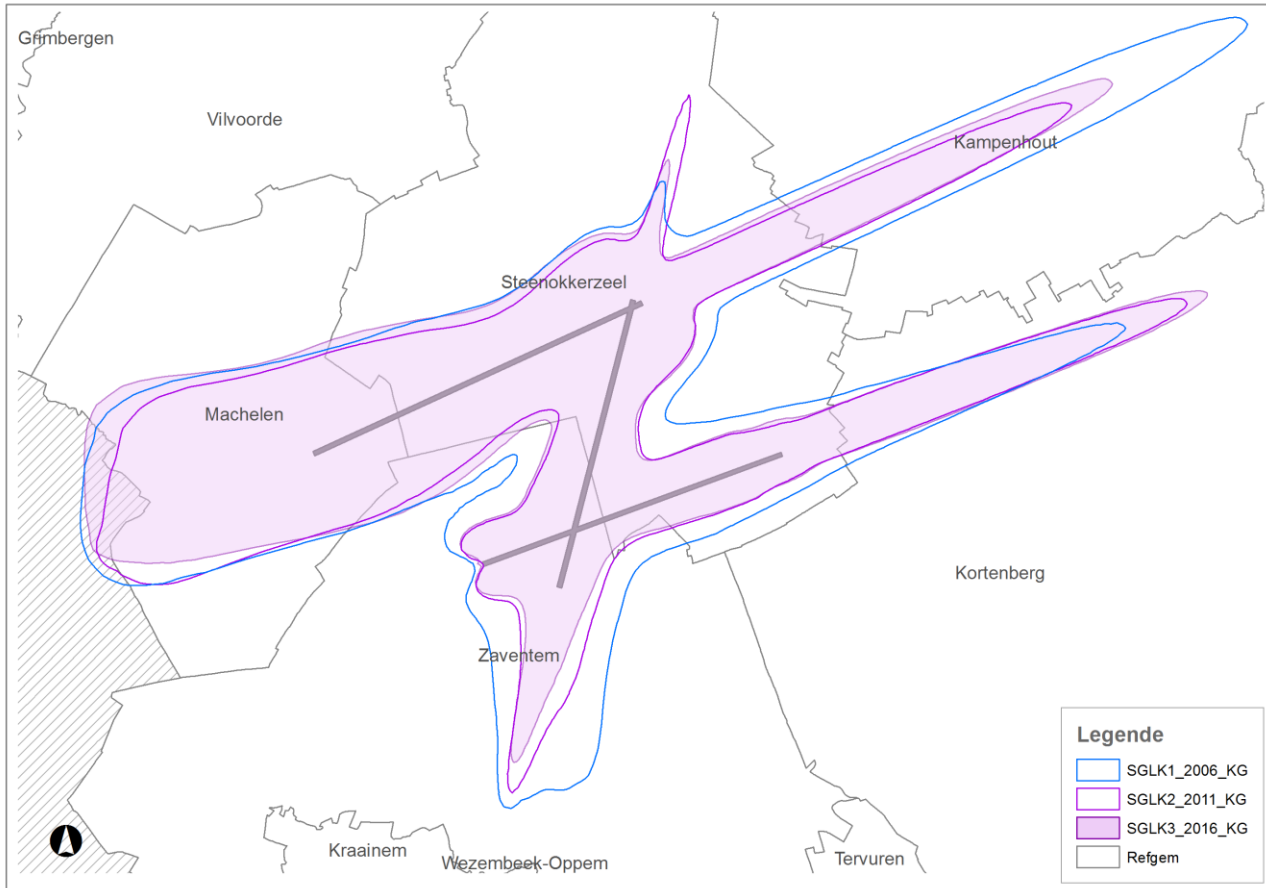 Grimbergen
Vilvoorde
Kampenhout
Steenokkerzeel
Machelen
Kortenberg
Zaventem
Kraainem
Wezembeek-Oppem
Tervuren
Legende
SGLK1_2006_KG
SGLK2_2011_KG
SGLK3_2016_KG
Refgem